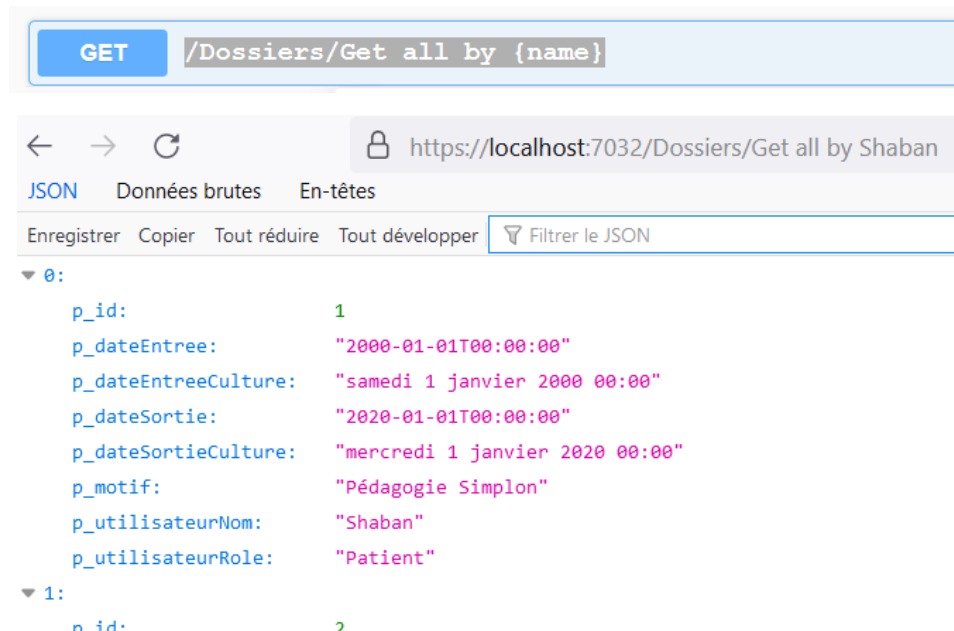 GET /Dossiers/Get all by {name}
https://localhost:7032/Dossiers/Get all by Shaban
JSON Données brutes En-têtes
Enregistrer Copier Tout réduire Tout développer Filtrer le JSON
0:
p_id: 1
p_dateEntree: "2000-01-01T00:00:00"
p_dateEntreeCulture: "samedi 1 janvier 2000 00:00"
p_dateSortie: "2020-01-01T00:00:00"
p_dateSortieCulture: "mercredi 1 janvier 2020 00:00"
p_motif: "Pédagogie Simplon"
p_utilisateurNom: "Shaban"
p_utilisateurRole: "Patient"
1:
p_id: 2